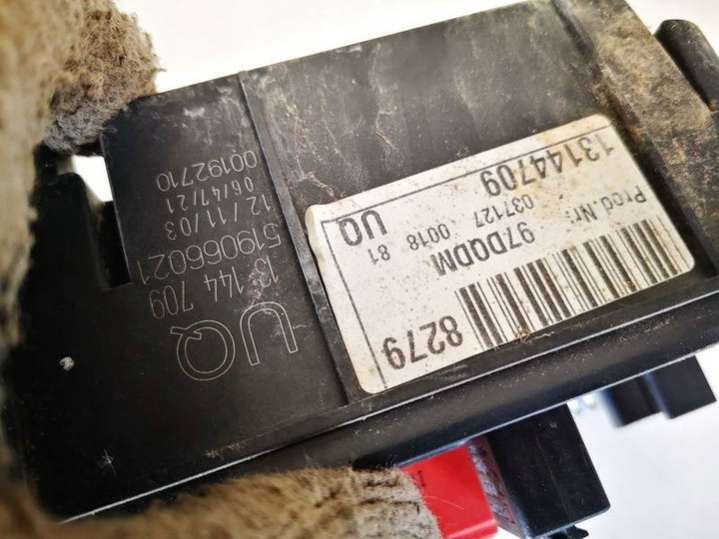 8279
97DQDM
Prod.Nr: 037127 0018 81
13144709 UQ
UQ
13 144 709
519066021
12/11/03
06/47/21
00192710